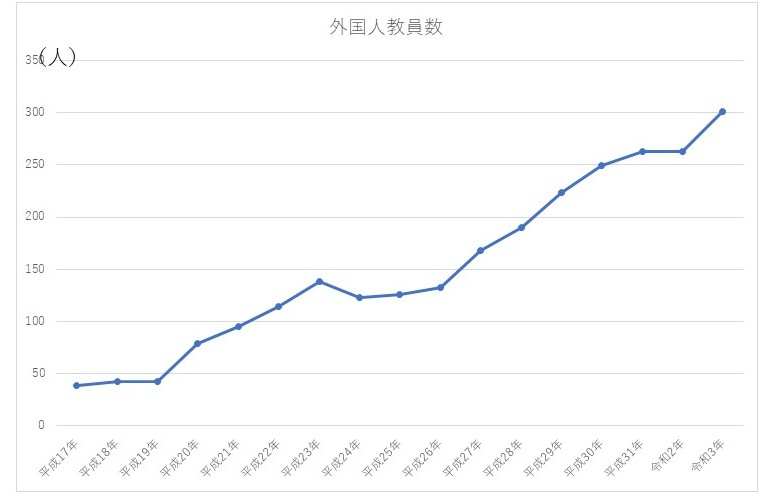 外国人教員数
(人)
350
300
250
200
150
100
50
0
平成17年
平成18年
平成19年
平成20年
平成21年
平成22年
平成23年
平成24年
平成25年
平成26年
平成27年
平成28年
平成29年
平成30年
平成31年
令和2年
令和3年